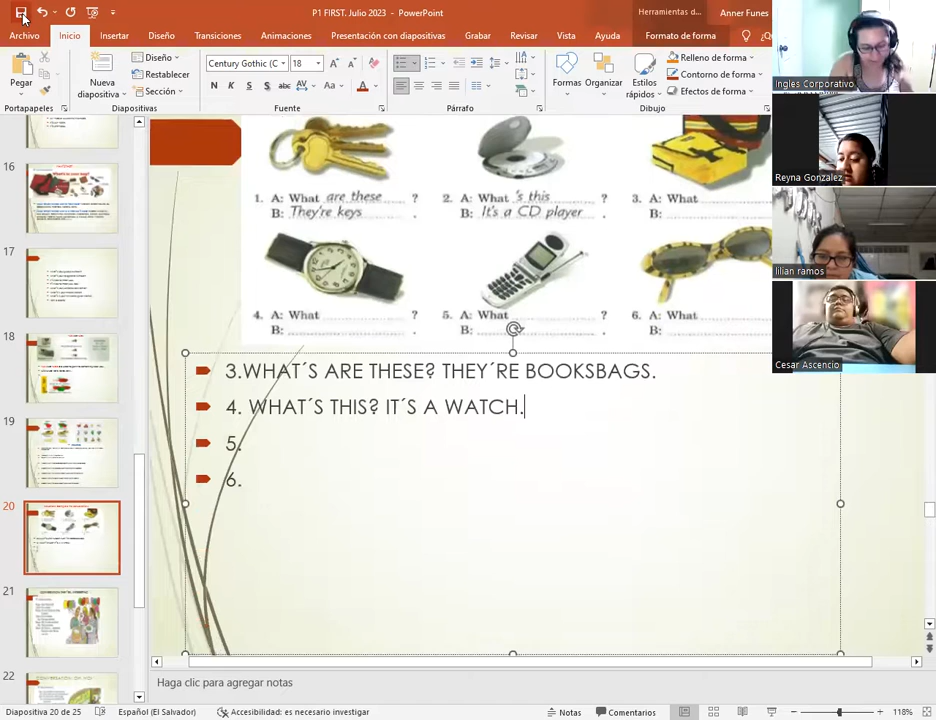 P1 FIRST. Julio 2023 - PowerPoint
Herramientas d...
Anner Funes
Archivo
Inicio
Insertar
Diseño
Transiciones
Animaciones
Presentación con diapositivas
Grabar
Revisar
Vista
Ayuda
Formato de forma
Pegar
Nueva diapositiva
Diseño
Restablecer
Sección
Century Gothic (C
18
N
K
S
S
abc
AV
Aa
A
Formas
Organizar
Estilos rápidos
Relleno de forma
Contorno de forma
Efectos de forma
Portapapeles
Diapositivas
Fuente
Párrafo
Dibujo
Ingles Corporativo
Reyna Gonzalez
lilian ramos
Cesar Ascencio
16
17
18
19
20
21
22
1. A: What are these ?
B: They're keys .
2. A: What 's this ?
B: It's a CD player .
3. A: What
B:
4. A: What ?
B: .
5. A: What ?
B: .
6. A: What
B:
3.WHAT´S ARE THESE? THEY´RE BOOKSBAGS.
4. WHAT´S THIS? IT´S A WATCH.
5.
6.
Haga clic para agregar notas
Diapositiva 20 de 25
Español (El Salvador)
Accesibilidad: es necesario investigar
Notas
Comentarios
118%